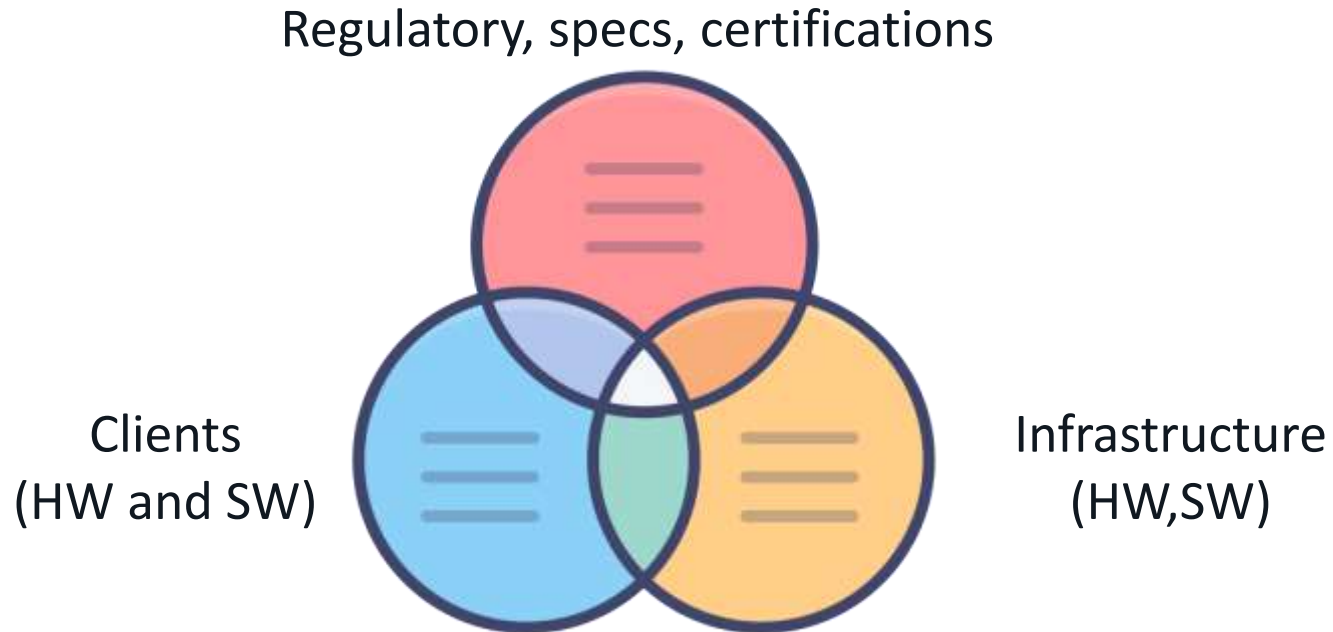 Regulatory, specs, certifications
Clients
(HW and SW)
Infrastructure
(HW,SW)